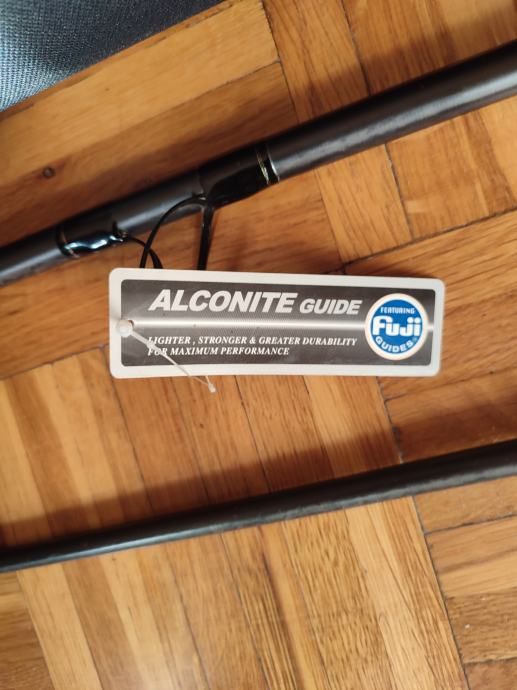 ALCONITE GUIDE
LIGHTER , STRONGER & GREATER DURABILITY
FOR MAXIMUM PERFORMANCE
FEATURING
Fuji
GUIDES